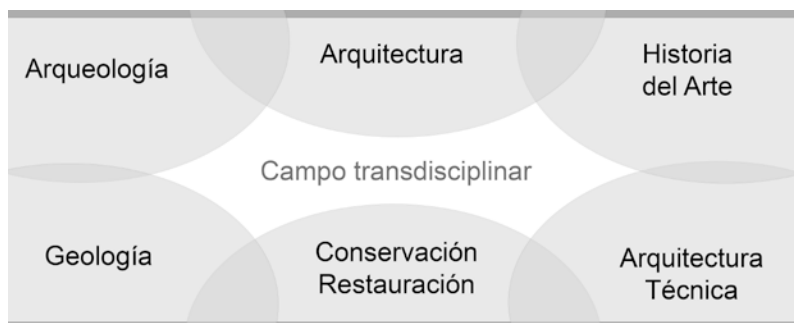 Arqueología
Arquitectura
Historia
del Arte
Campo transdisciplinar
Geología
Conservación
Restauración
Arquitectura
Técnica